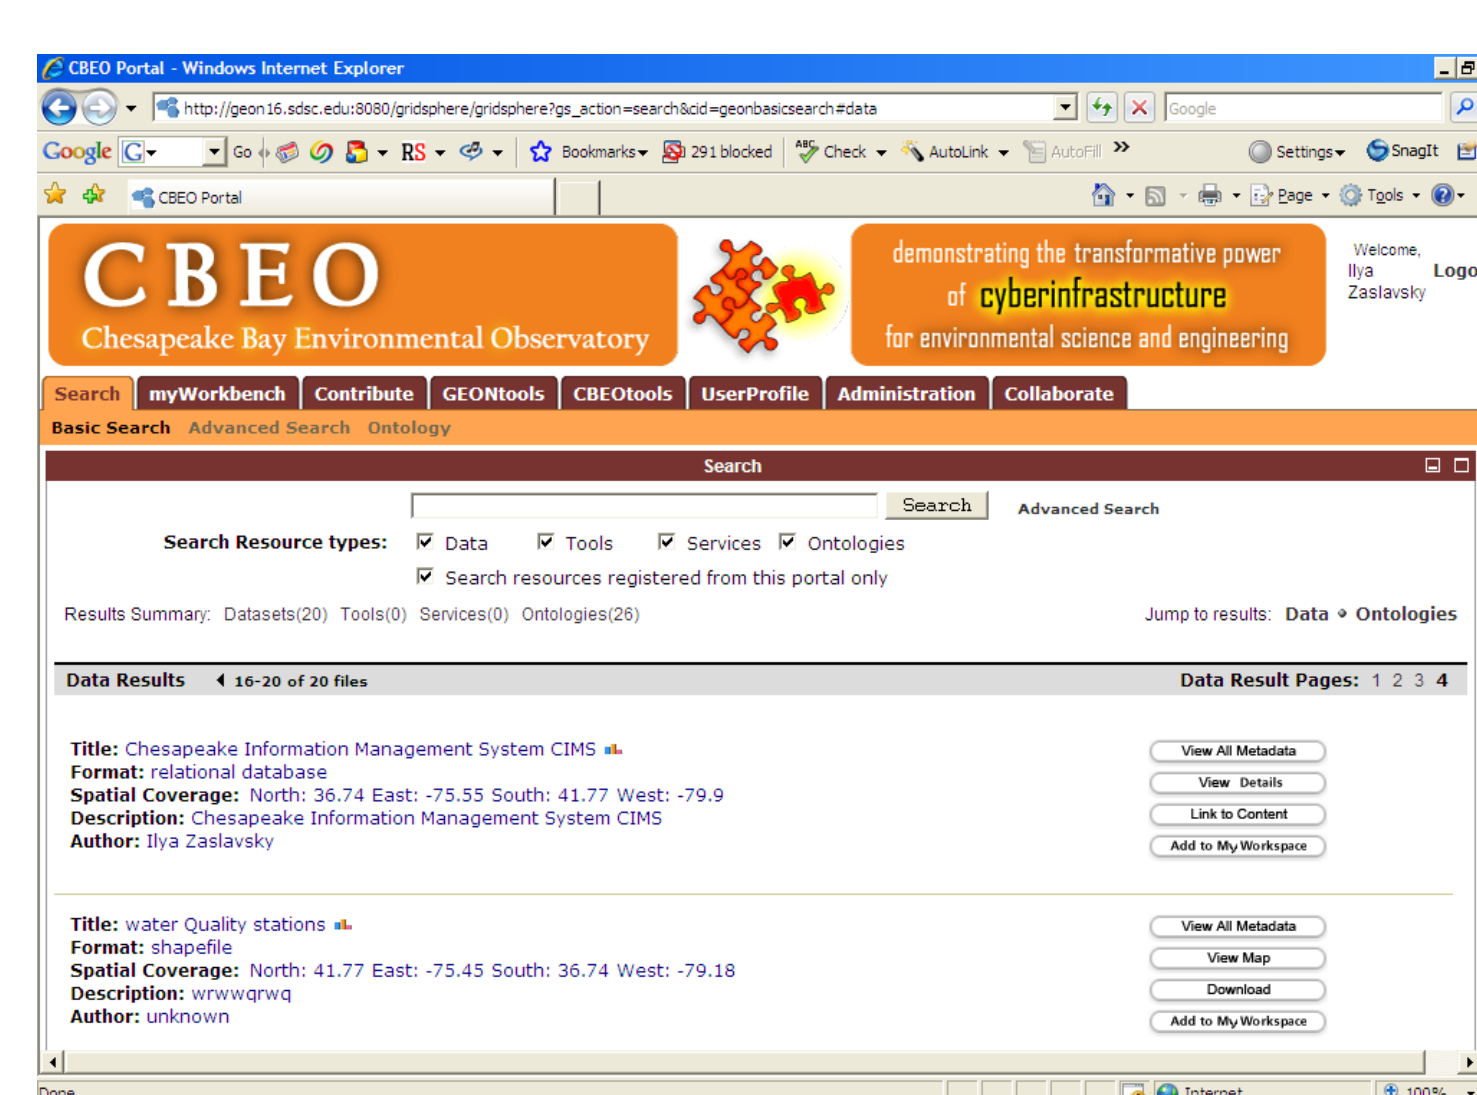 CBEO Portal - Windows Internet Explorer
http://geon16.sdsc.edu:8080/gridsphere/gridsphere?gs_action=search&cid=geonbasicsearch#data
Google
Google G Go RS Bookmarks 291 blocked ABC Check AutoLink AutoFill » Settings SnagIt
CBEO Portal Page Tools
CBEO
Chesapeake Bay Environmental Observatory
demonstrating the transformative power
of cyberinfrastructure
for environmental science and engineering
Welcome,
Ilya Zaslavsky
Logo
Search myWorkbench Contribute GEONtools CBEOtools UserProfile Administration Collaborate
Basic Search Advanced Search Ontology
Search
Search Advanced Search
Search Resource types: Data Tools Services Ontologies
Search resources registered from this portal only
Results Summary: Datasets(20) Tools(0) Services(0) Ontologies(26) Jump to results: Data Ontologies
Data Results 16-20 of 20 files Data Result Pages: 1 2 3 4
Title: Chesapeake Information Management System CIMS
Format: relational database
Spatial Coverage: North: 36.74 East: -75.55 South: 41.77 West: -79.9
Description: Chesapeake Information Management System CIMS
Author: Ilya Zaslavsky
View All Metadata
View Details
Link to Content
Add to My Workspace
Title: water Quality stations
Format: shapefile
Spatial Coverage: North: 41.77 East: -75.45 South: 36.74 West: -79.18
Description: wrwwqrwq
Author: unknown
View All Metadata
View Map
Download
Add to My Workspace
Done Internet 100%